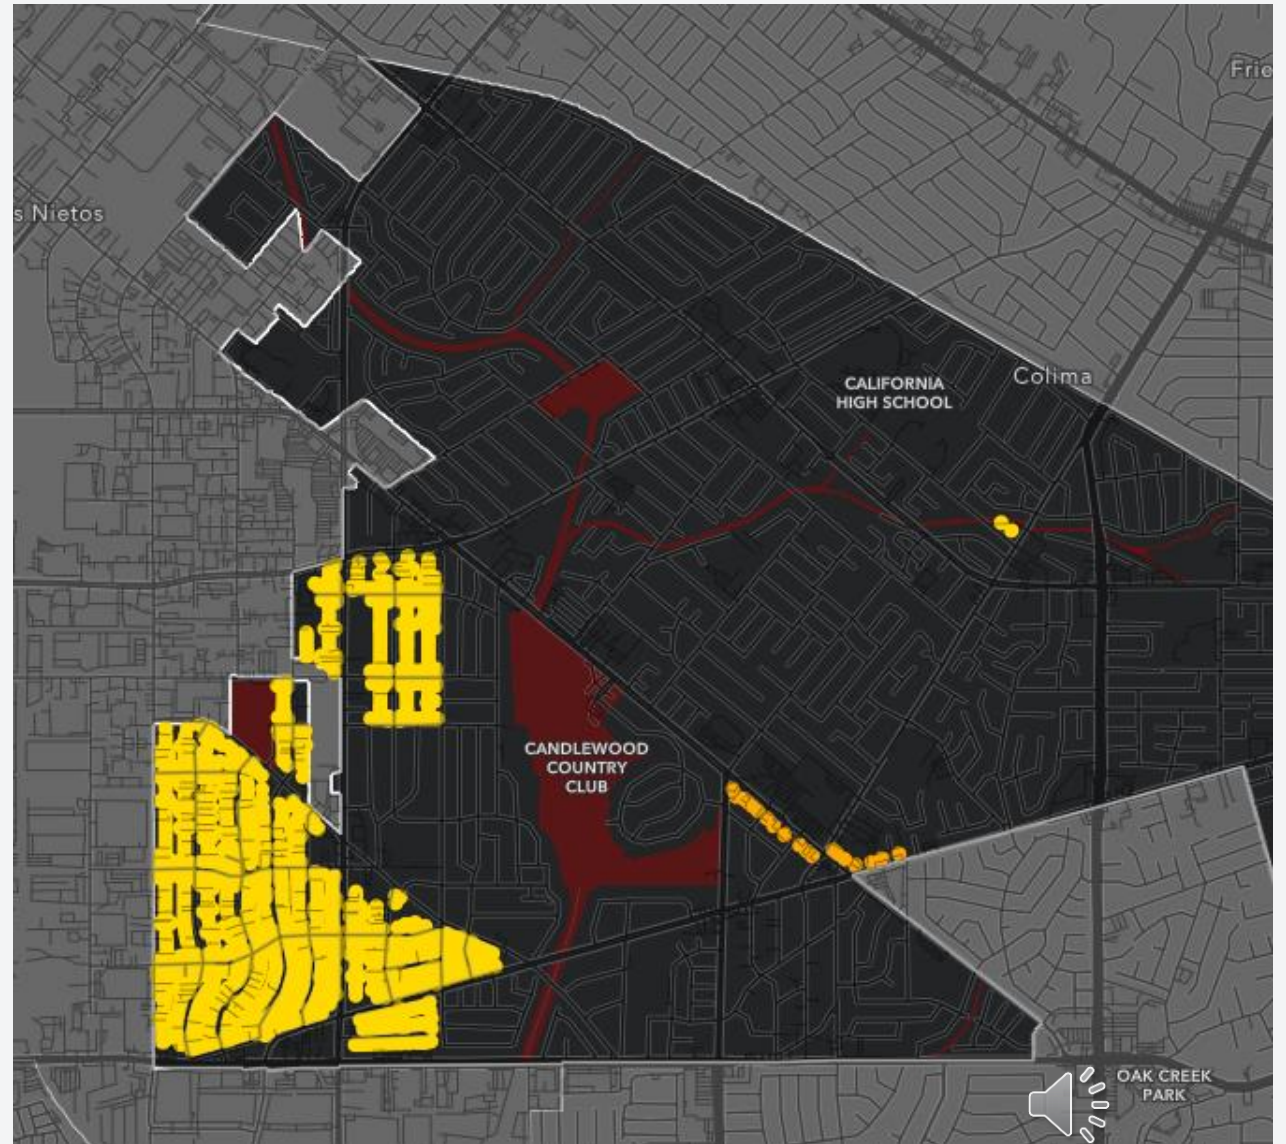 Frie
s Nietos
Colima
CALIFORNIA
HIGH SCHOOL
CANDLEWOOD
COUNTRY
CLUB
OAK CREEK
PARK